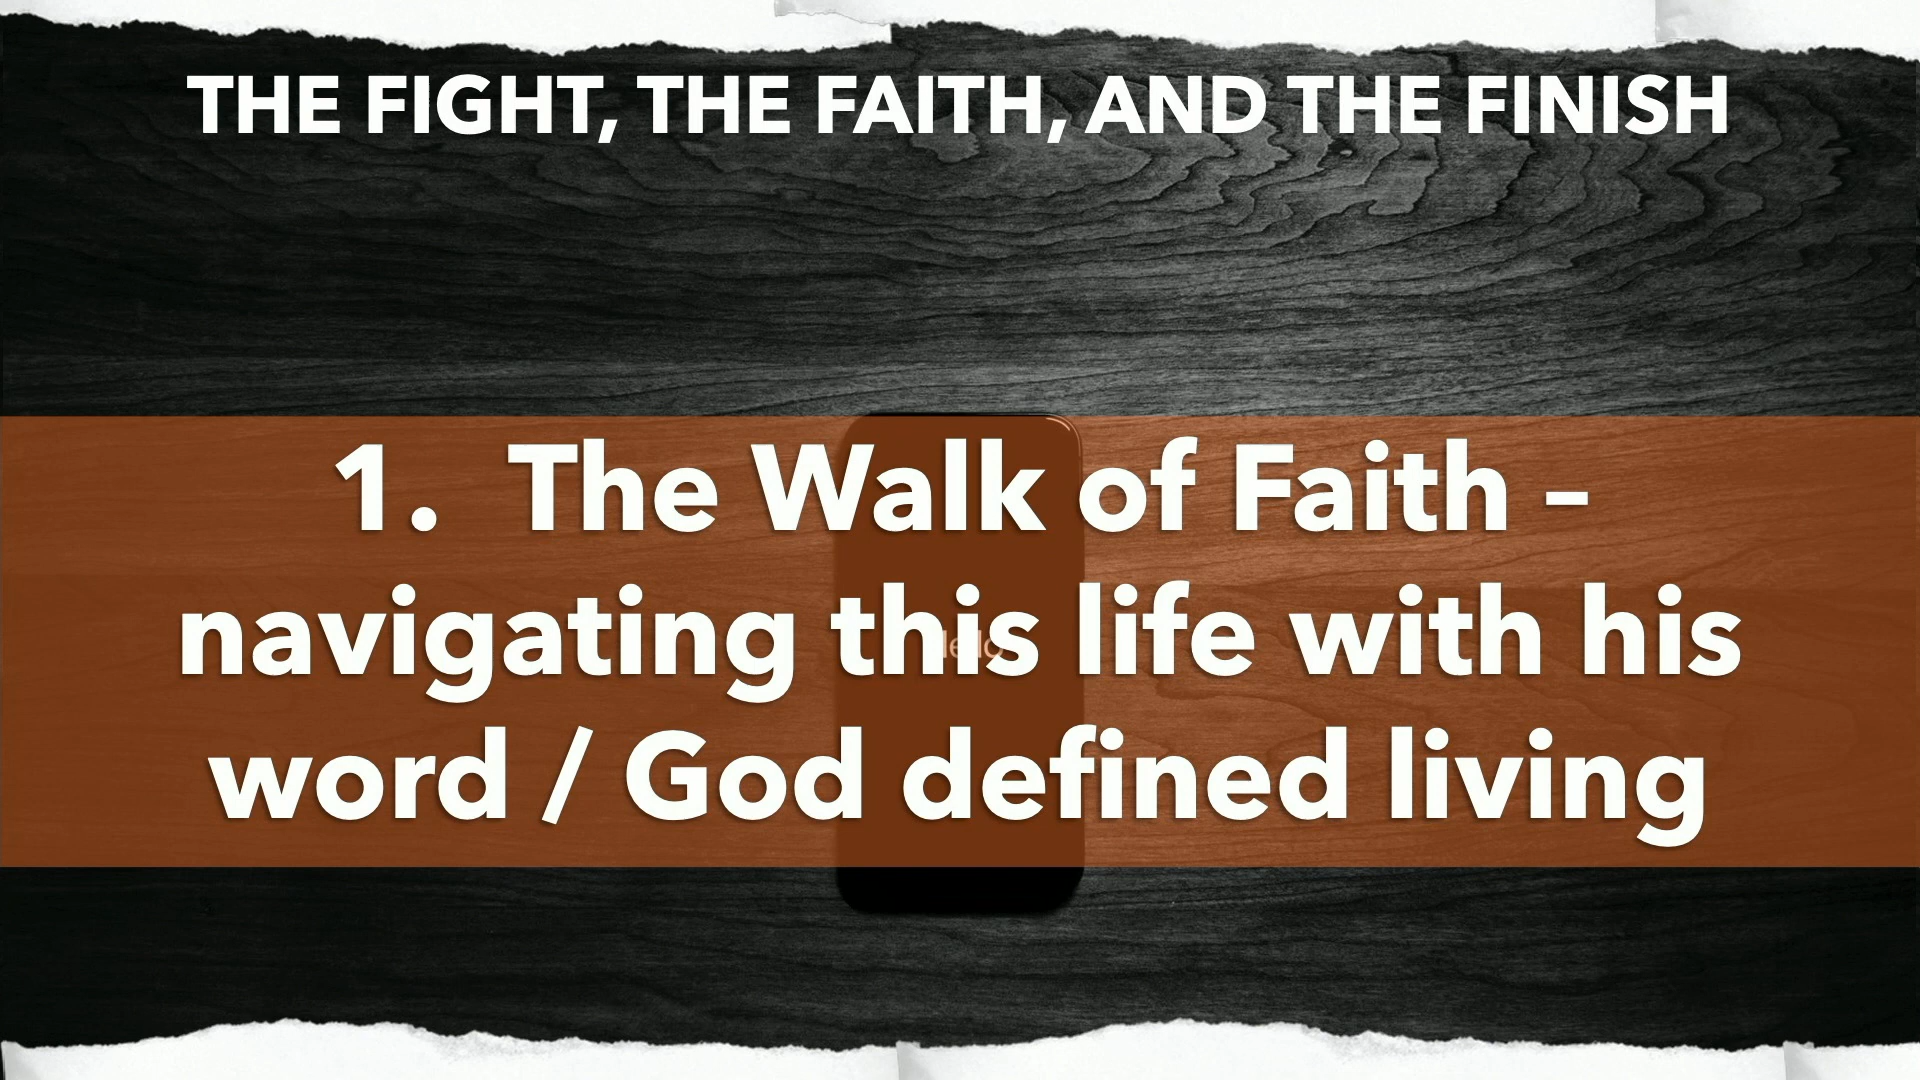 THE FIGHT, THE FAITH, AND THE FINISH
1. The Walk of Faith –
navigating this life with his
word / God defined living